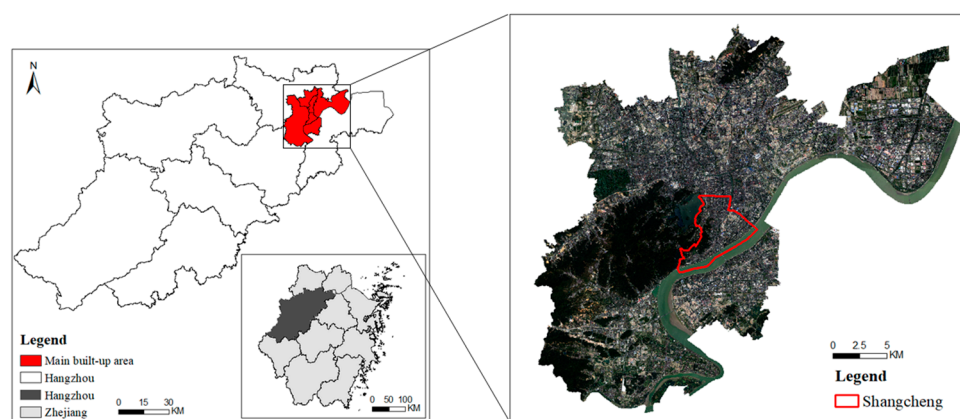 N
Legend
Main built-up area
Hangzhou
Hangzhou
Zhejiang
0 15 30
KM
0 50 100
KM
0 2.5 5
KM
Legend
Shangcheng